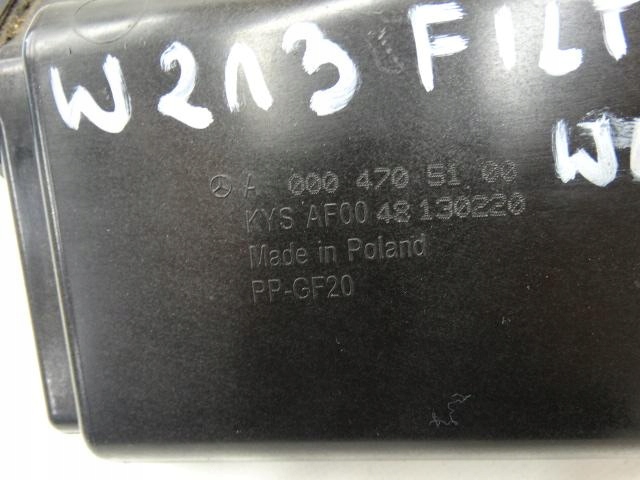 W213 FILT
W
A 000 470 51 00
KYS AF00 48 130220
Made in Poland
PP-GF20